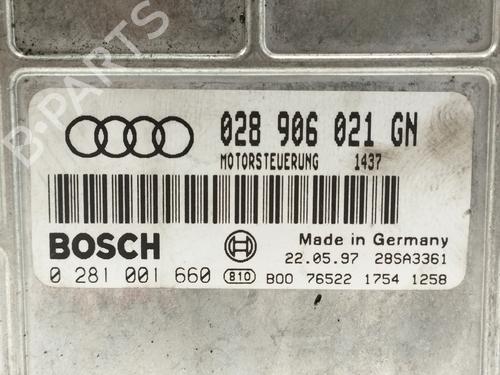 B-PARTS
028 906 021 GN
MOTORSTEUERUNG 1437
BOSCH
Made in Germany
22.05.97 28SA3361
0 281 001 660 810 B00 76522 1754 1258